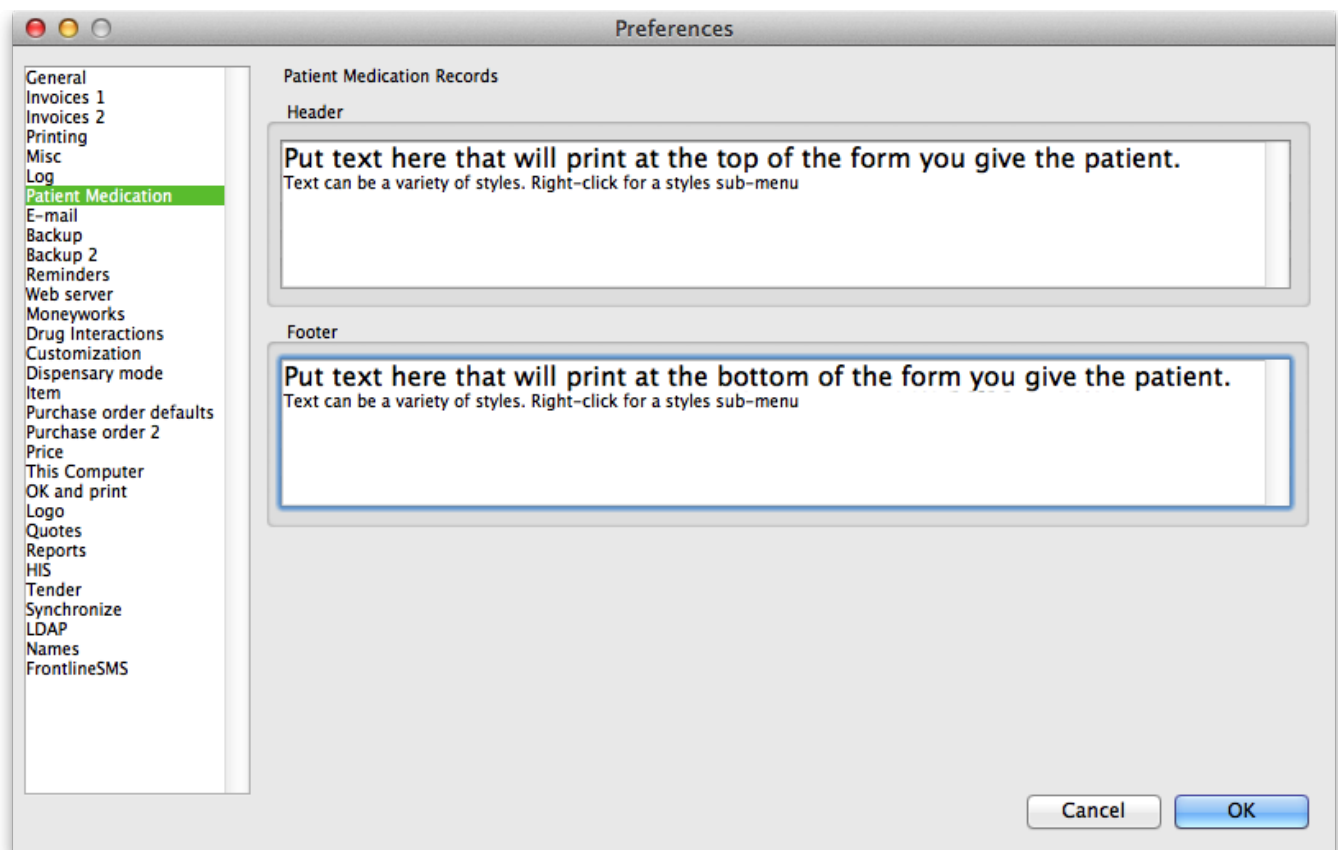 Preferences
General
Invoices 1
Invoices 2
Printing
Misc
Log
Patient Medication
E-mail
Backup
Backup 2
Reminders
Web server
Moneyworks
Drug Interactions
Customization
Dispensary mode
Item
Purchase order defaults
Purchase order 2
Price
This Computer
OK and print
Logo
Quotes
Reports
HIS
Tender
Synchronize
LDAP
Names
FrontlineSMS
Patient Medication Records
Header
Put text here that will print at the top of the form you give the patient.
Text can be a variety of styles. Right-click for a styles sub-menu
Footer
Put text here that will print at the bottom of the form you give the patient.
Text can be a variety of styles. Right-click for a styles sub-menu
Cancel
OK